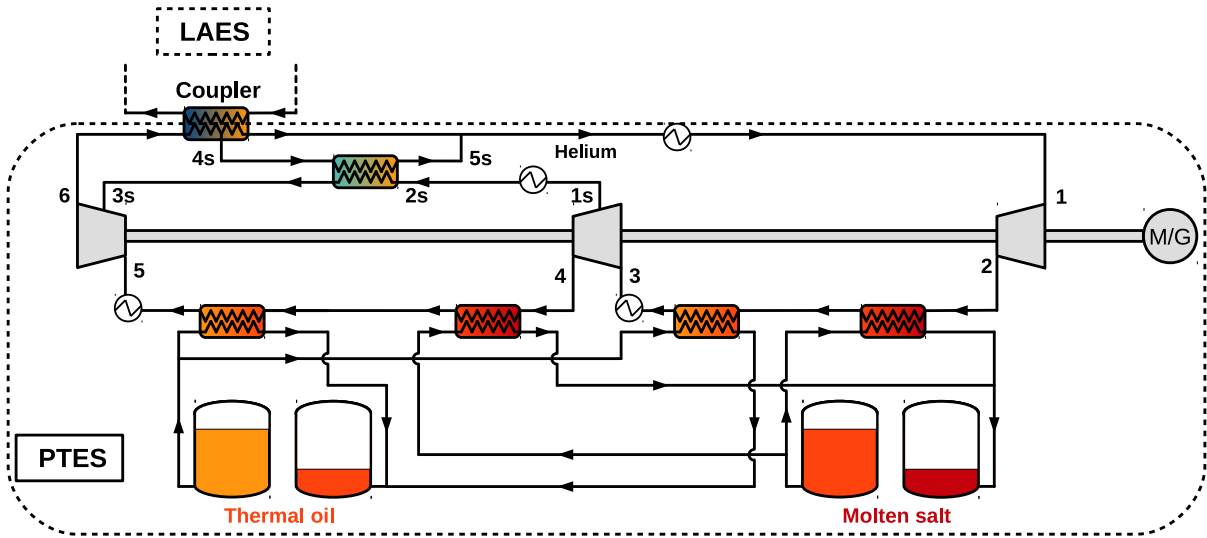 LAES
Coupler
4s
5s
Helium
6
3s
2s
1s
1
M/G
5
4
3
2
PTES
Thermal oil
Molten salt